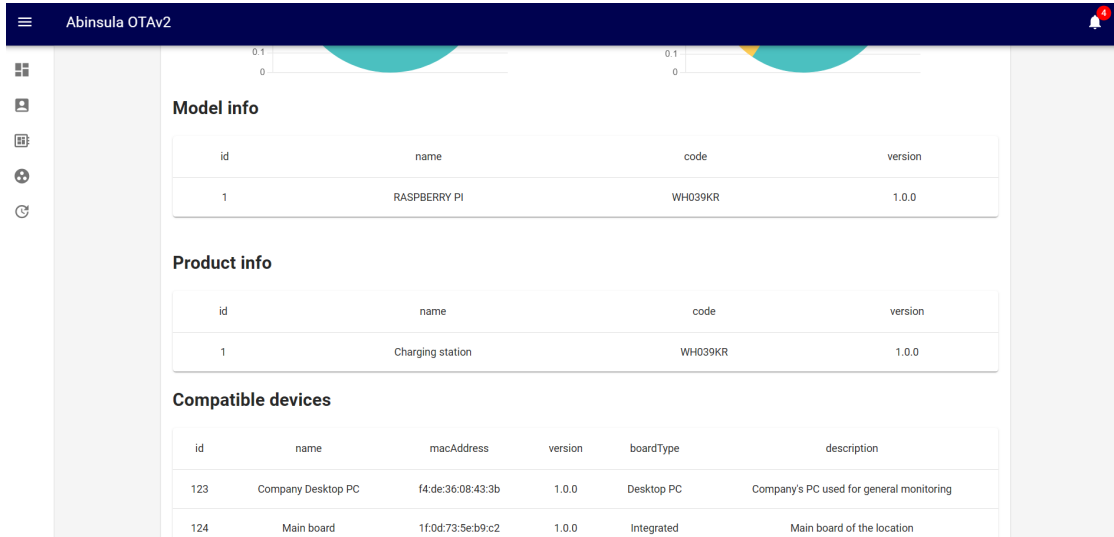 Abinsula OTAv2
4
0.1
0
0.1
0
Model info
id name code version
1 RASPBERRY PI WH039KR 1.0.0
Product info
id name code version
1 Charging station WH039KR 1.0.0
Compatible devices
id name macAddress version boardType description
123 Company Desktop PC f4:de:36:08:43:3b 1.0.0 Desktop PC Company's PC used for general monitoring
124 Main board 1f:0d:73:5e:b9:c2 1.0.0 Integrated Main board of the location